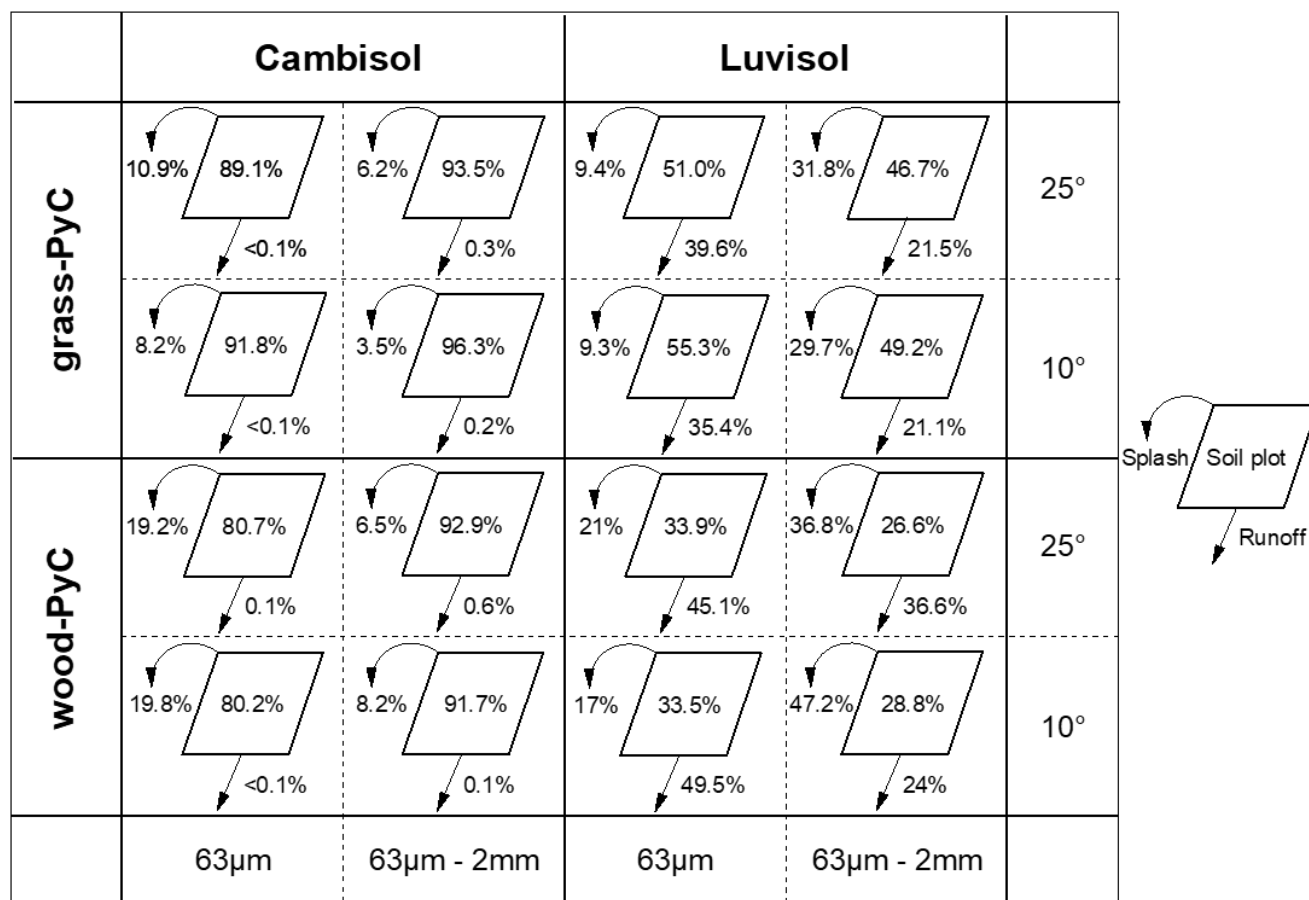 Cambisol Luvisol
grass-PyC
10.9% 89.1% 6.2% 93.5% 9.4% 51.0% 31.8% 46.7% 25°
<0.1% 0.3% 39.6% 21.5%
8.2% 91.8% 3.5% 96.3% 9.3% 55.3% 29.7% 49.2% 10°
<0.1% 0.2% 35.4% 21.1%
wood-PyC
19.2% 80.7% 6.5% 92.9% 21% 33.9% 36.8% 26.6% 25°
0.1% 0.6% 45.1% 36.6%
19.8% 80.2% 8.2% 91.7% 17% 33.5% 47.2% 28.8% 10°
<0.1% 0.1% 49.5% 24%
63µm 63µm - 2mm 63µm 63µm - 2mm
Splash Soil plot
Runoff